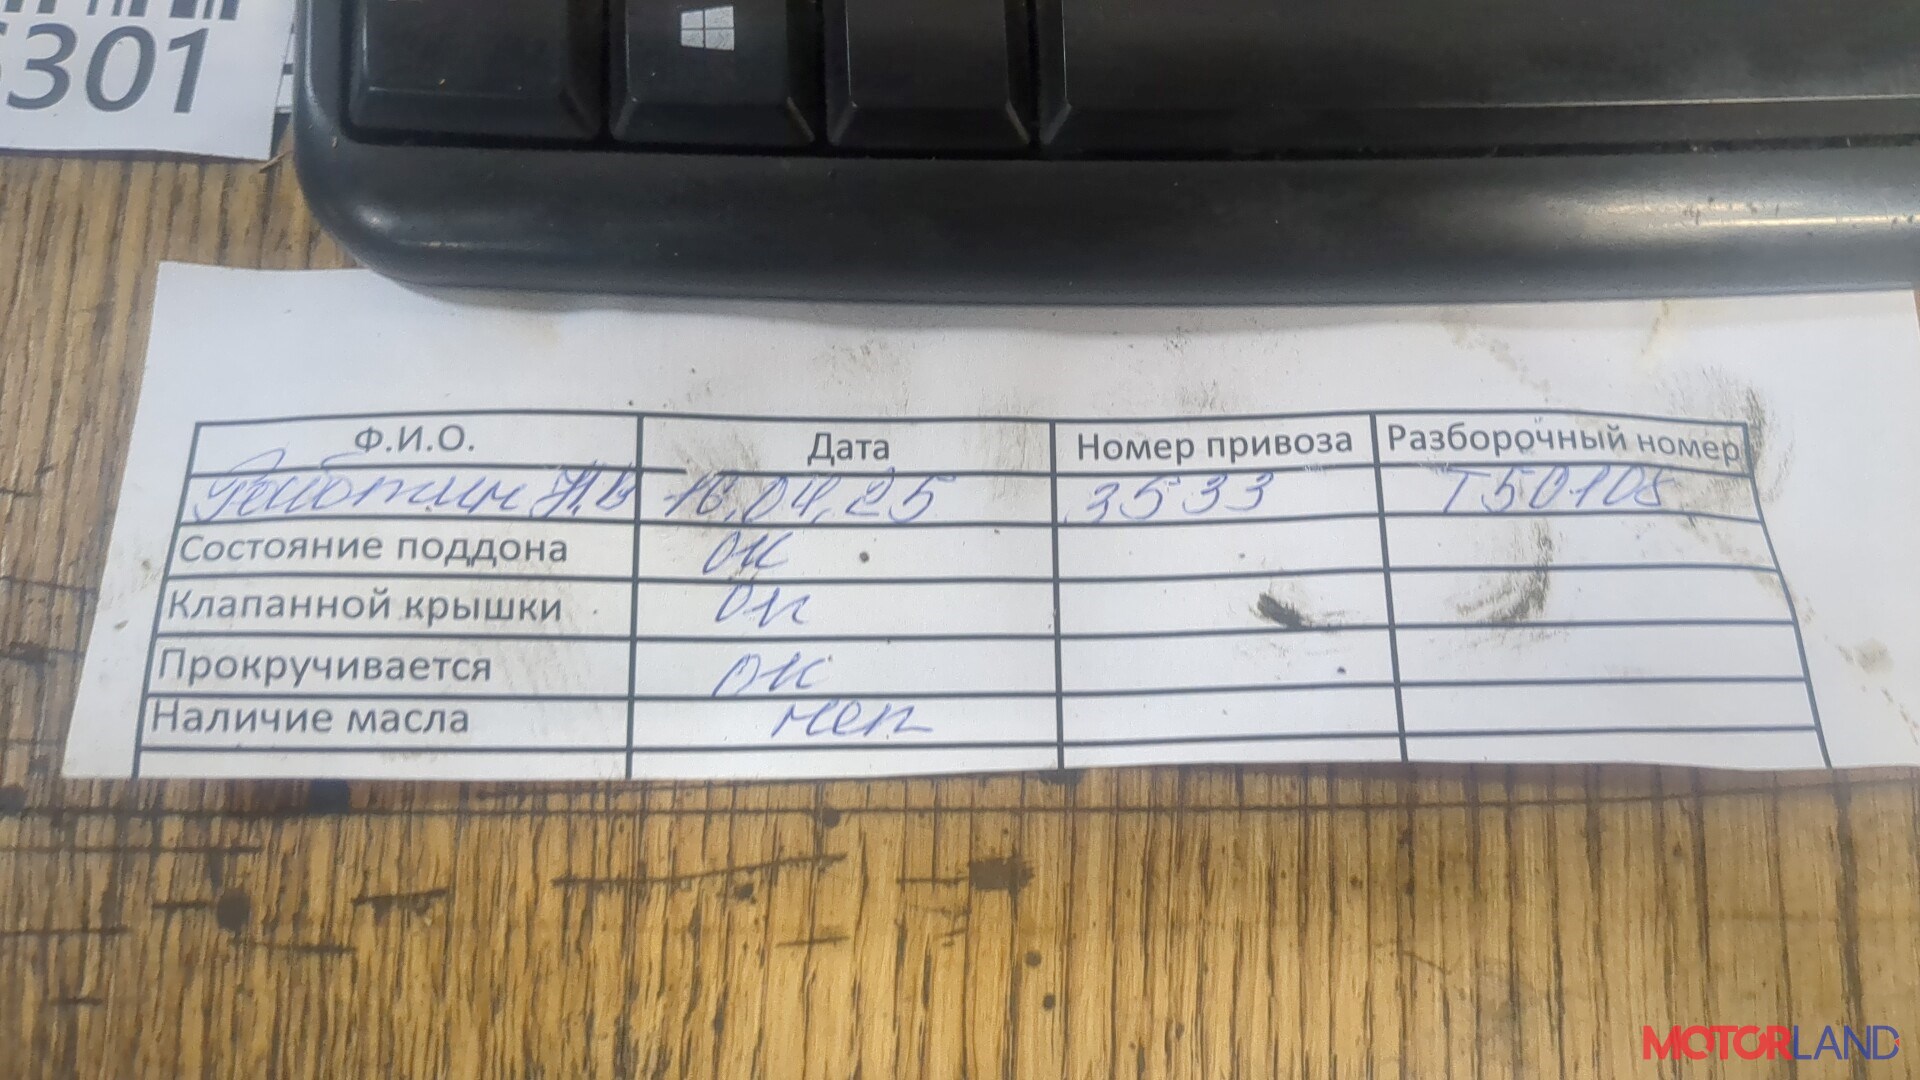 301
Ф.И.О. Дата Номер привоза Разборочный номер
.04.25 3533 T50108
Состояние поддона ок
Клапанной крышки ок
Прокручивается ок
Наличие масла нет
MOTORLAND